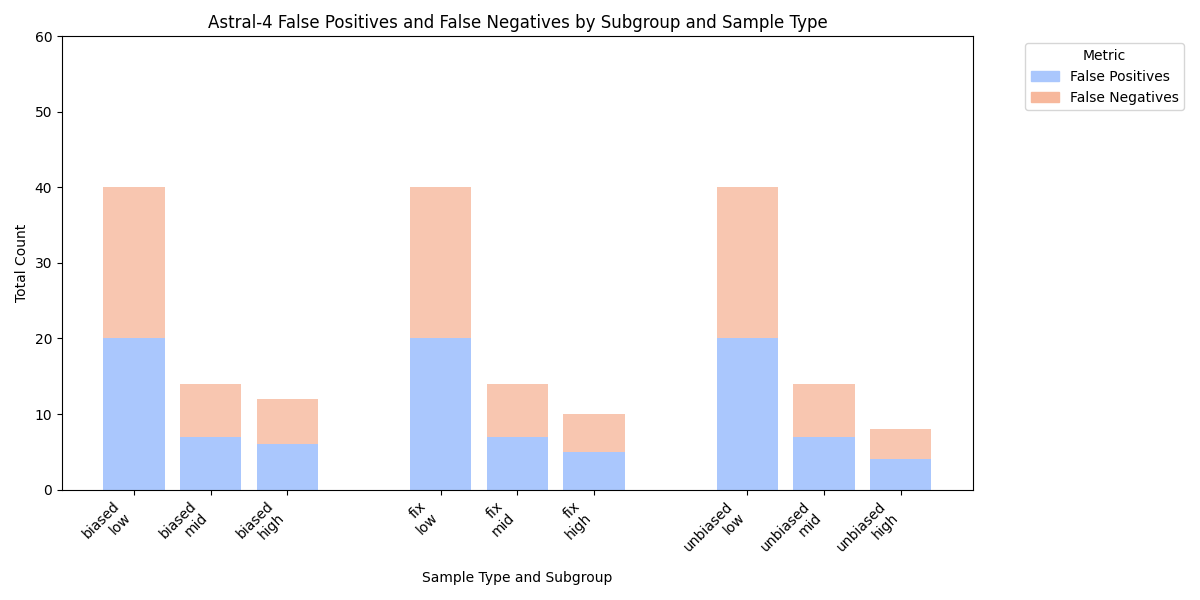 Astral-4 False Positives and False Negatives by Subgroup and Sample Type
Metric
False Positives
False Negatives
Total Count
60
50
40
30
20
10
0
biased
low
biased
mid
biased
high
fix
low
fix
mid
fix
high
unbiased
low
unbiased
mid
unbiased
high
Sample Type and Subgroup